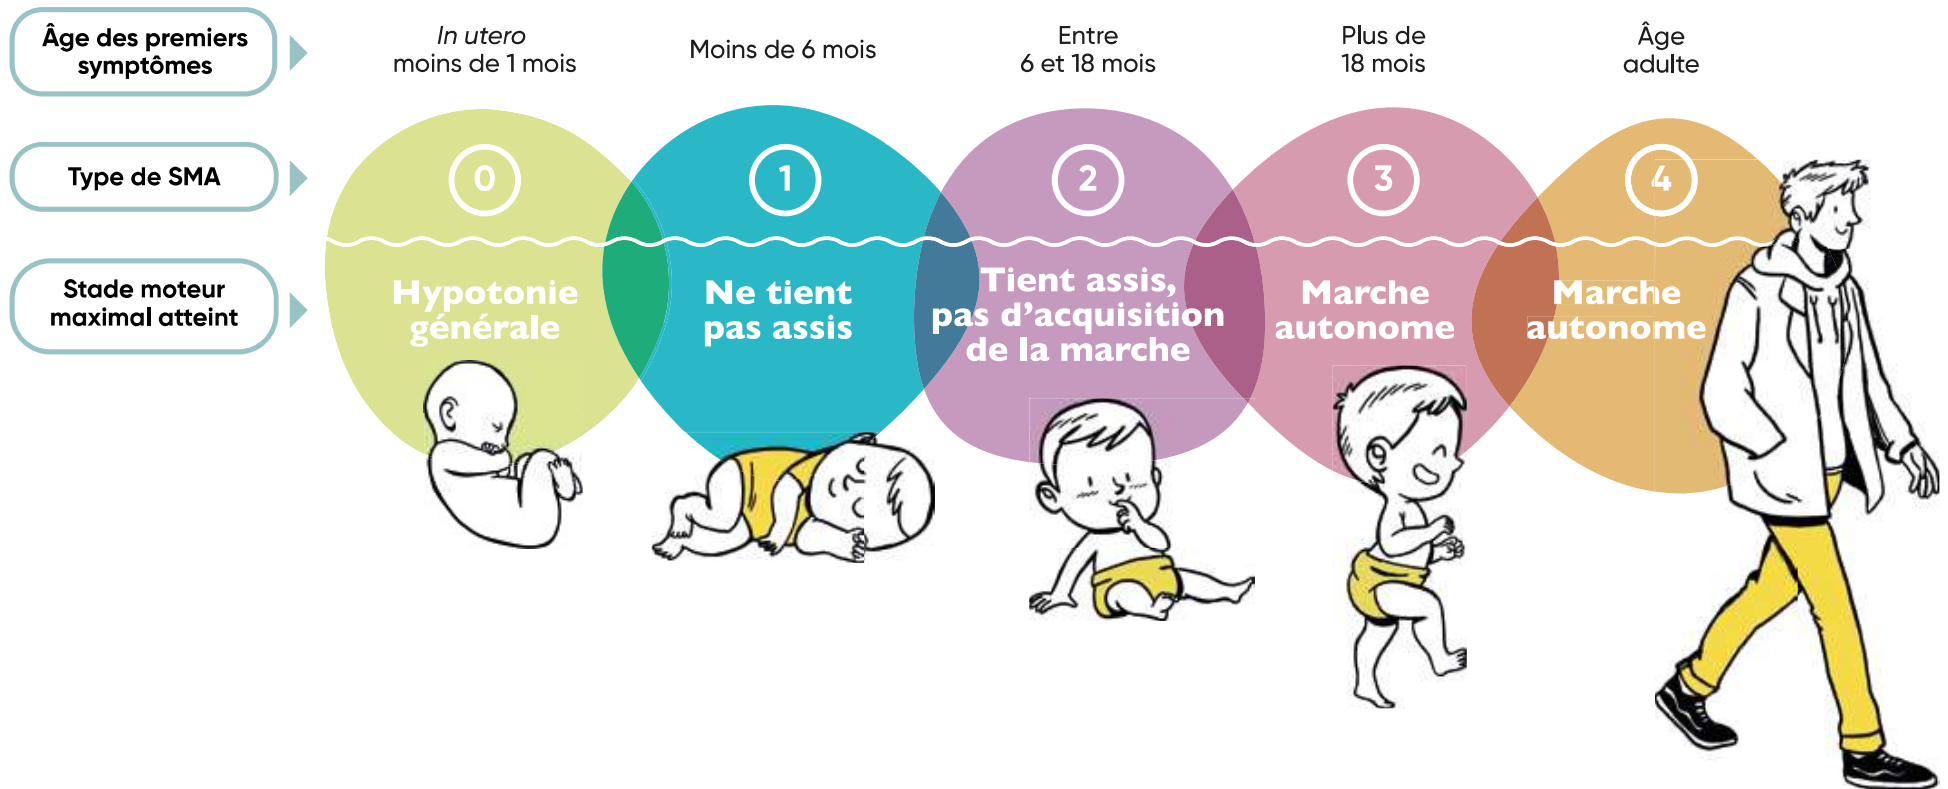 Âge des premiers
symptômes
In utero
moins de 1 mois
Moins de 6 mois
Entre
6 et 18 mois
Plus de
18 mois
Âge
adulte
Type de SMA
0
1
2
3
4
Stade moteur
maximal atteint
Hypotonie
générale
Ne tient
pas assis
Tient assis,
pas d’acquisition
de la marche
Marche
autonome
Marche
autonome